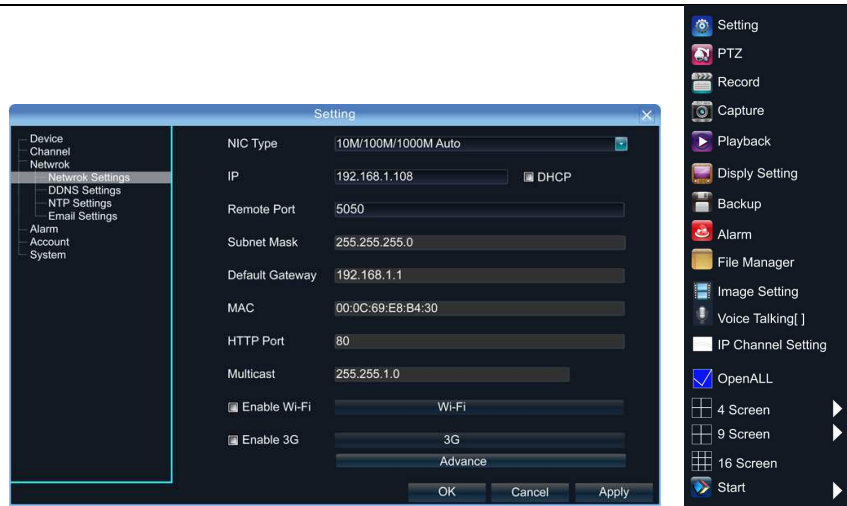 Setting
Device
Channel
Netwrok
Netwrok Settings
DDNS Settings
NTP Settings
Email Settings
Alarm
Account
System
NIC Type 10M/100M/1000M Auto
IP 192.168.1.108 DHCP
Remote Port 5050
Subnet Mask 255.255.255.0
Default Gateway 192.168.1.1
MAC 00:0C:69:E8:B4:30
HTTP Port 80
Multicast 255.255.1.0
Enable Wi-Fi Wi-Fi
Enable 3G 3G
Advance
OK Cancel Apply
Setting
PTZ
Record
Capture
Playback
Disply Setting
Backup
Alarm
File Manager
Image Setting
Voice Talking[ ]
IP Channel Setting
OpenALL
4 Screen
9 Screen
16 Screen
Start